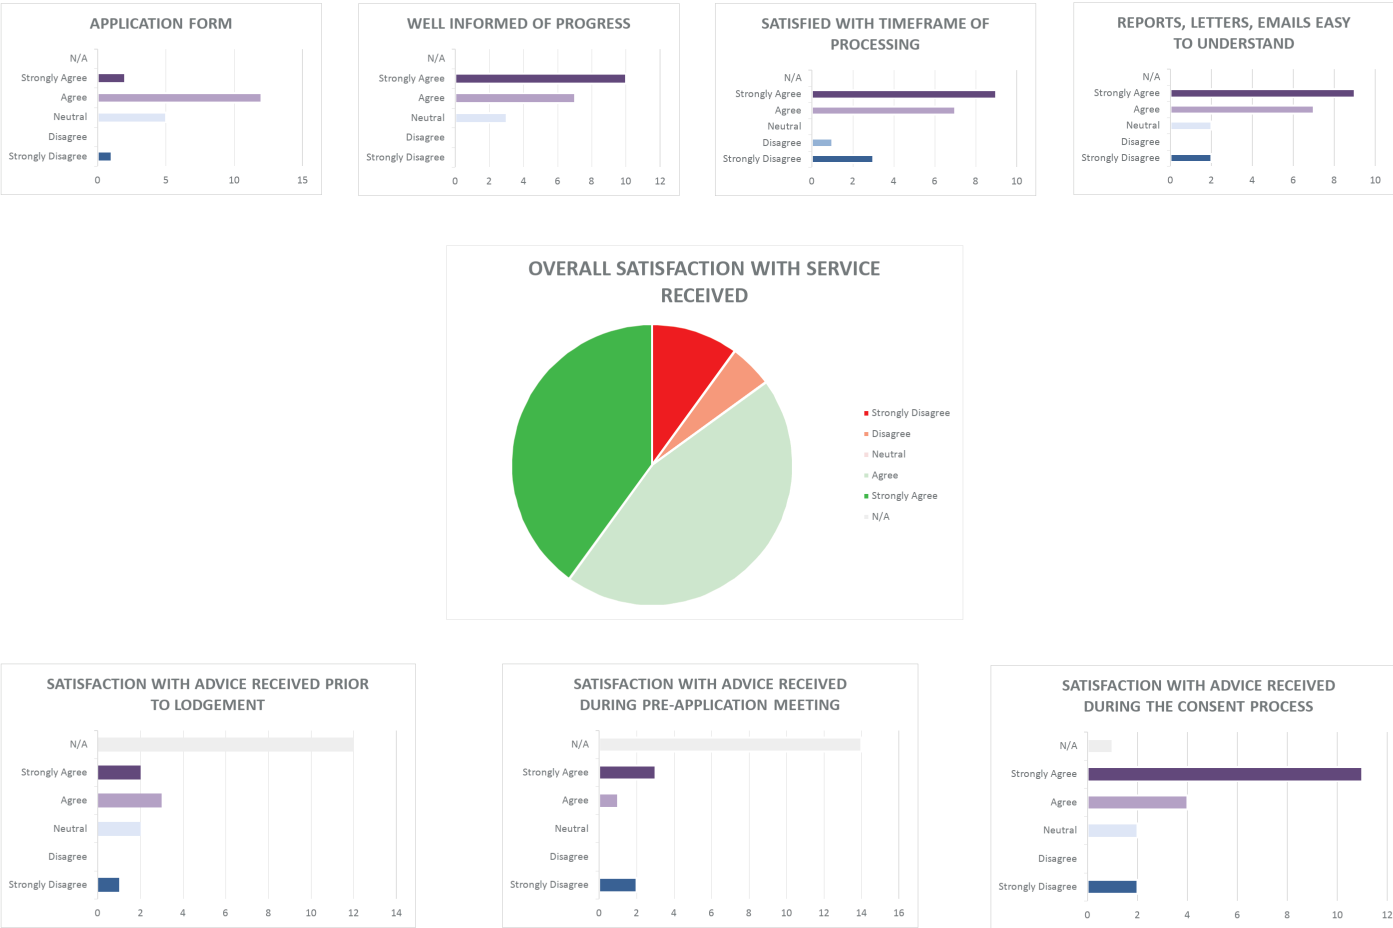 APPLICATION FORM
N/A
Strongly Agree
Agree
Neutral
Disagree
Strongly Disagree
0 5 10 15
WELL INFORMED OF PROGRESS
N/A
Strongly Agree
Agree
Neutral
Disagree
Strongly Disagree
0 2 4 6 8 10 12
SATISFIED WITH TIMEFRAME OF
PROCESSING
N/A
Strongly Agree
Agree
Neutral
Disagree
Strongly Disagree
0 2 4 6 8 10
REPORTS, LETTERS, EMAILS EASY
TO UNDERSTAND
N/A
Strongly Agree
Agree
Neutral
Disagree
Strongly Disagree
0 2 4 6 8 10
OVERALL SATISFACTION WITH SERVICE
RECEIVED
Strongly Disagree
Disagree
Neutral
Agree
Strongly Agree
N/A
SATISFACTION WITH ADVICE RECEIVED PRIOR
TO LODGEMENT
N/A
Strongly Agree
Agree
Neutral
Disagree
Strongly Disagree
0 2 4 6 8 10 12 14
SATISFACTION WITH ADVICE RECEIVED
DURING PRE-APPLICATION MEETING
N/A
Strongly Agree
Agree
Neutral
Disagree
Strongly Disagree
0 2 4 6 8 10 12 14 16
SATISFACTION WITH ADVICE RECEIVED
DURING THE CONSENT PROCESS
N/A
Strongly Agree
Agree
Neutral
Disagree
Strongly Disagree
0 2 4 6 8 10 12